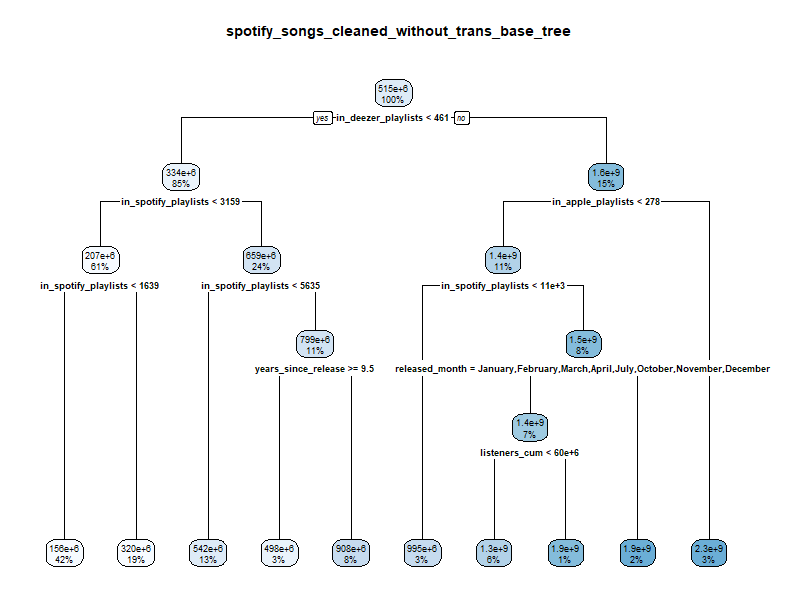 spotify_songs_cleaned_without_trans_base_tree
515e+6
100%
yes in_deezer_playlists < 461 no
334e+6
85%
1.6e+9
15%
in_spotify_playlists < 3159
in_apple_playlists < 278
207e+6
61%
659e+6
24%
1.4e+9
11%
in_spotify_playlists < 1639
in_spotify_playlists < 5635
in_spotify_playlists < 11e+3
799e+6
11%
1.5e+9
8%
years_since_release >= 9.5
released_month = January,February,March,April,July,October,November,December
1.4e+9
7%
listeners_cum < 60e+6
156e+6
42%
320e+6
19%
542e+6
13%
498e+6
3%
908e+6
8%
995e+6
3%
1.3e+9
6%
1.9e+9
1%
1.9e+9
2%
2.3e+9
3%